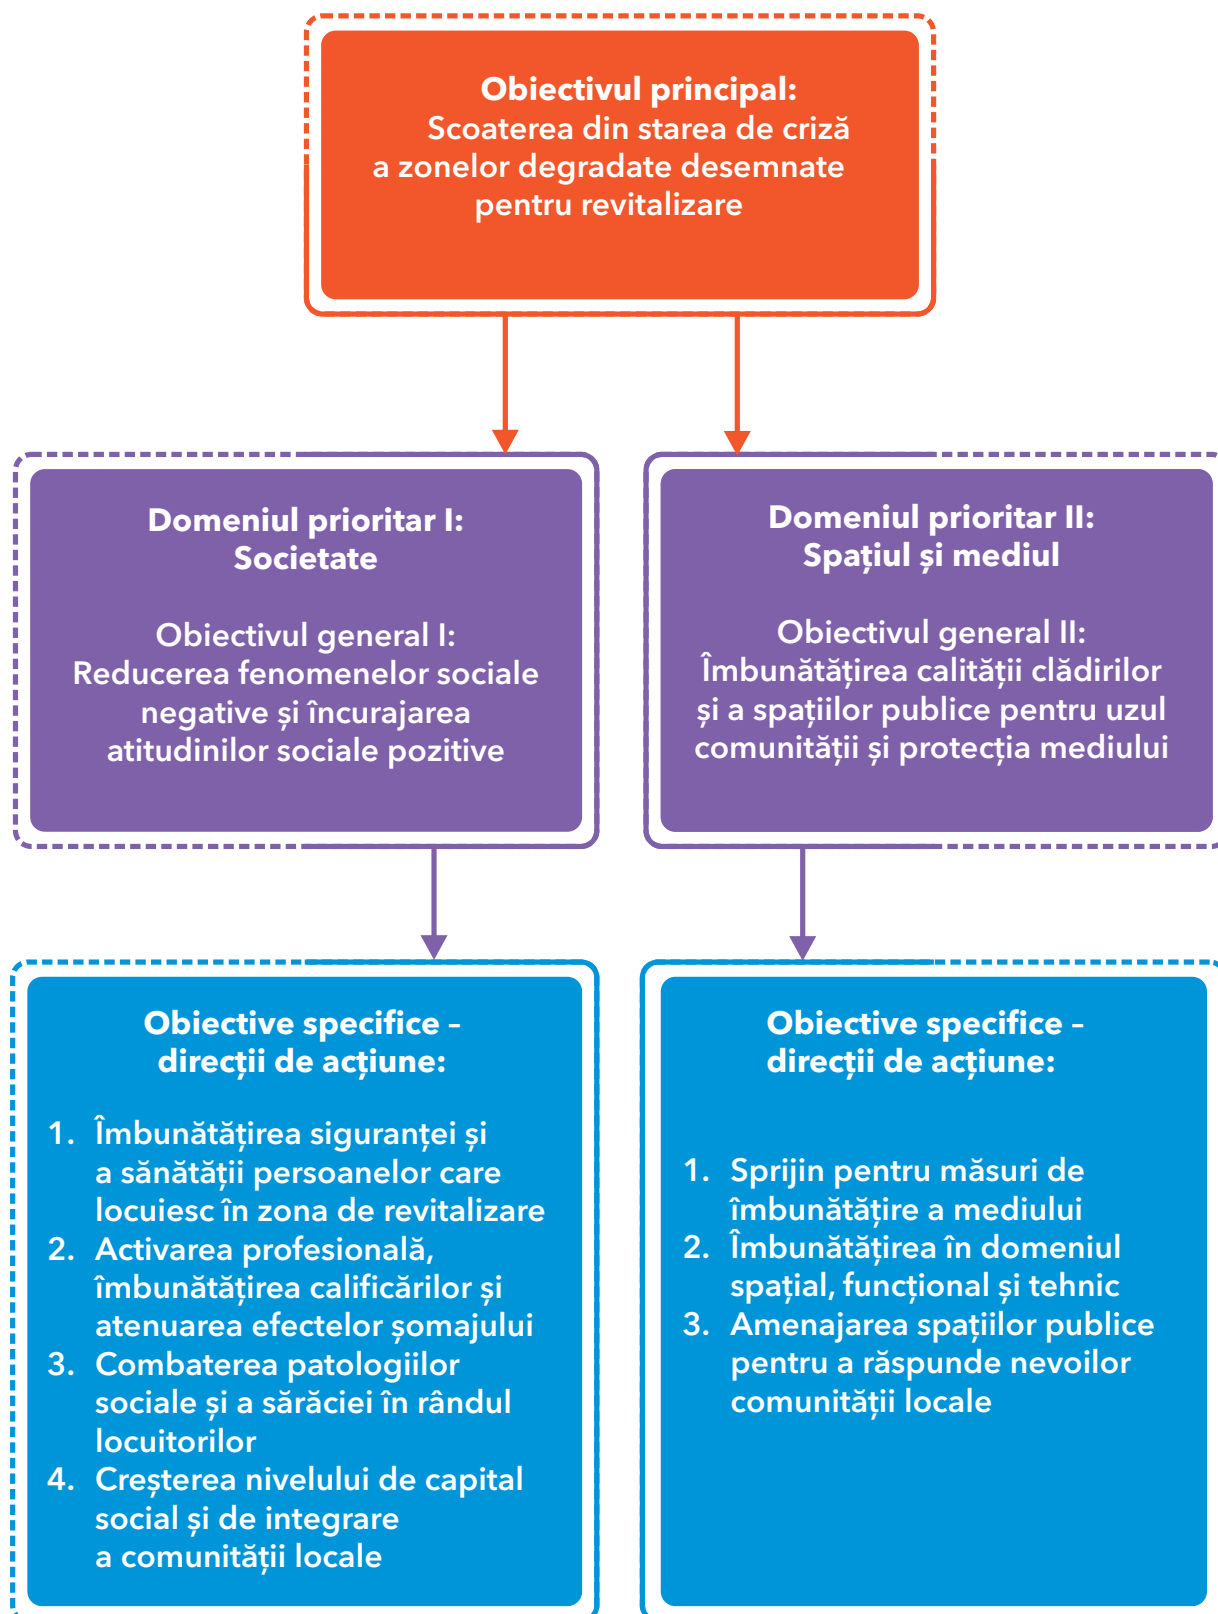 Obiectivul principal:
Scoaterea din starea de criză
a zonelor degradate desemnate
pentru revitalizare
Domeniul prioritar I:
Societate
Obiectivul general I:
Reducerea fenomenelor sociale
negative și încurajarea
atitudinilor sociale pozitive
Domeniul prioritar II:
Spațiul și mediul
Obiectivul general II:
Îmbunătățirea calității clădirilor
și a spațiilor publice pentru uzul
comunității și protecția mediului
Obiective specifice –
direcții de acțiune:
1. Îmbunătățirea siguranței și
a sănătății persoanelor care
locuiesc în zona de revitalizare
2. Activarea profesională,
îmbunătățirea calificărilor și
atenuarea efectelor șomajului
3. Combaterea patologiilor
sociale și a sărăciei în rândul
locuitorilor
4. Creșterea nivelului de capital
social și de integrare
a comunității locale
Obiective specifice –
direcții de acțiune:
1. Sprijin pentru măsuri de
îmbunătățire a mediului
2. Îmbunătățirea în domeniul
spațial, funcțional și tehnic
3. Amenajarea spațiilor publice
pentru a răspunde nevoilor
comunității locale